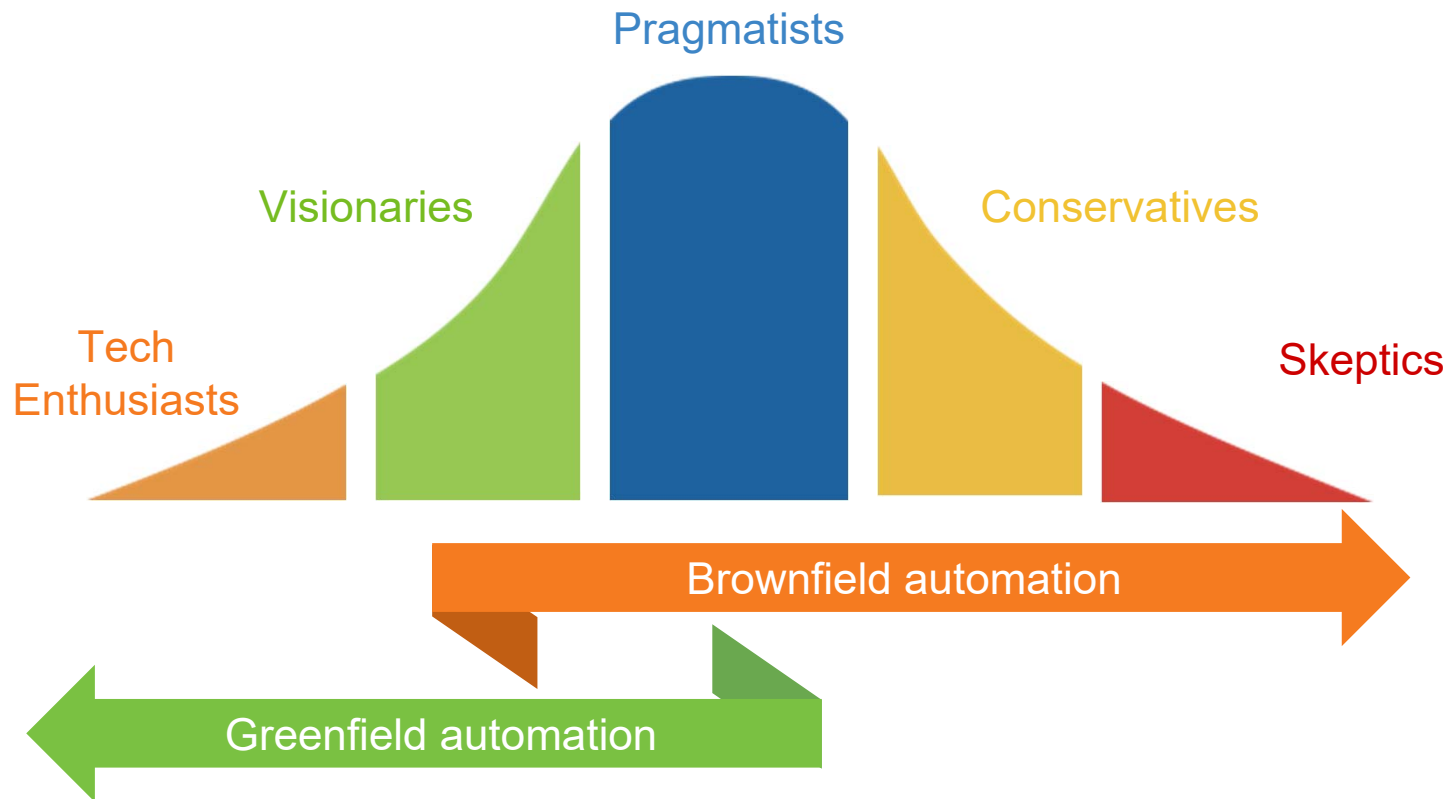 Pragmatists
Visionaries
Conservatives
Tech
Enthusiasts
Skeptics
Brownfield automation
Greenfield automation